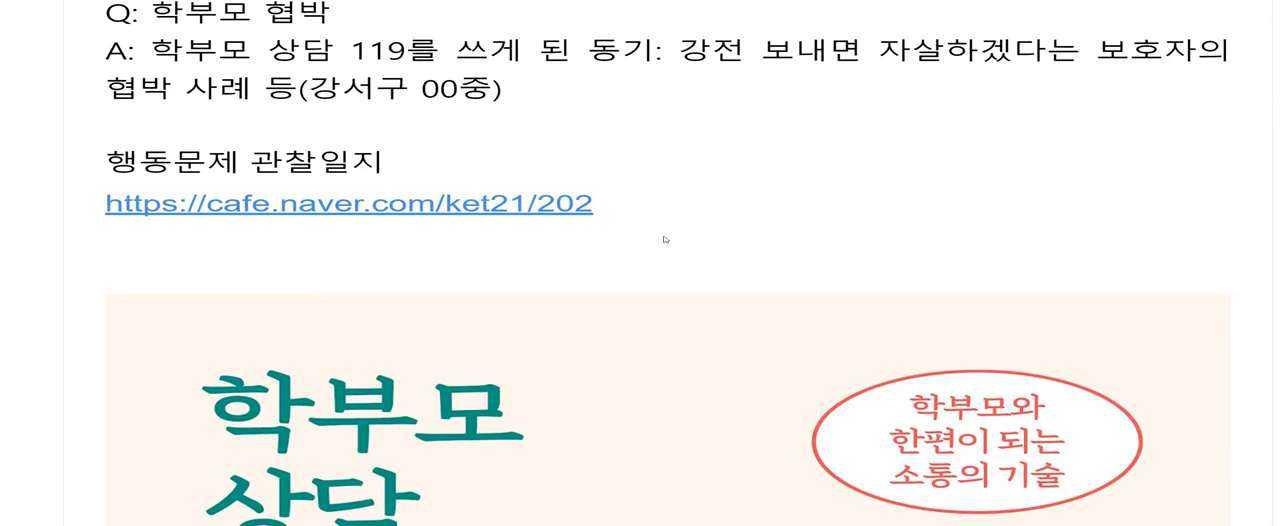 Q: 학부모 협박
A: 학부모 상담 119를 쓰게 된 동기: 강전 보내면 자살하겠다는 보호자의
협박 사례 등(강서구 00중)
행동문제 관찰일지
https://cafe.naver.com/ket21/202
학부모
상담
학부모와
한편이 되는
소통의 기술